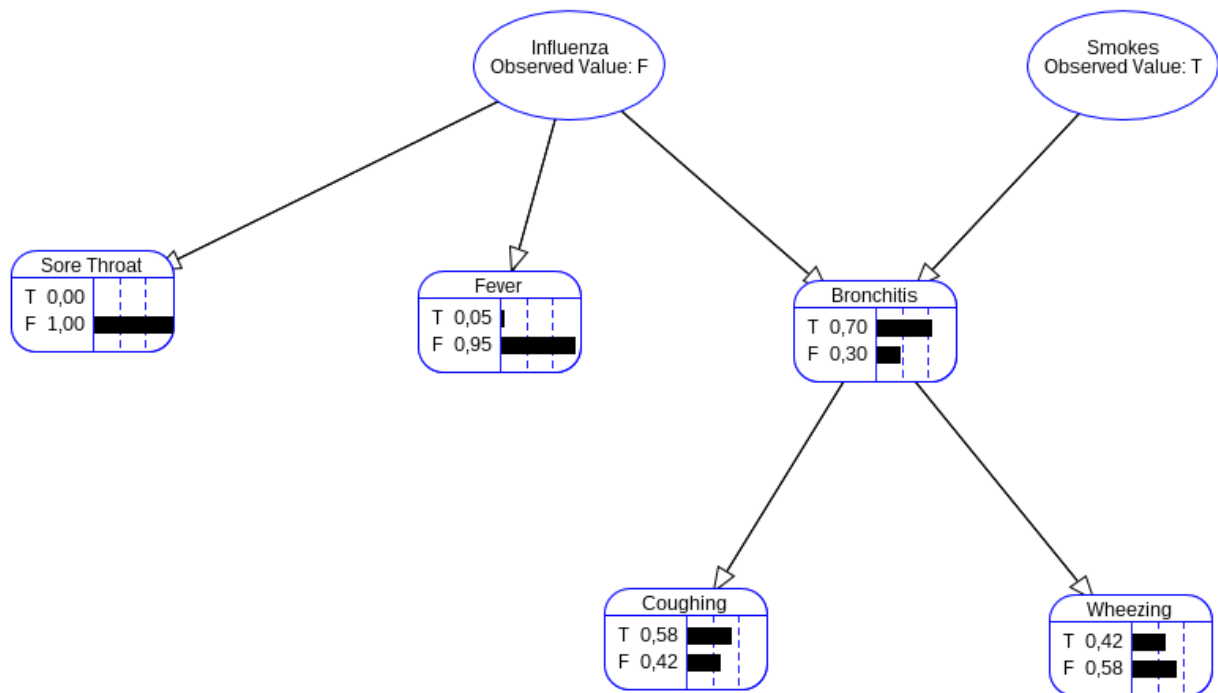 Influenza
Observed Value: F
Smokes
Observed Value: T
Sore Throat
T 0,00
F 1,00
Fever
T 0,05
F 0,95
Bronchitis
T 0,70
F 0,30
Coughing
T 0,58
F 0,42
Wheezing
T 0,42
F 0,58